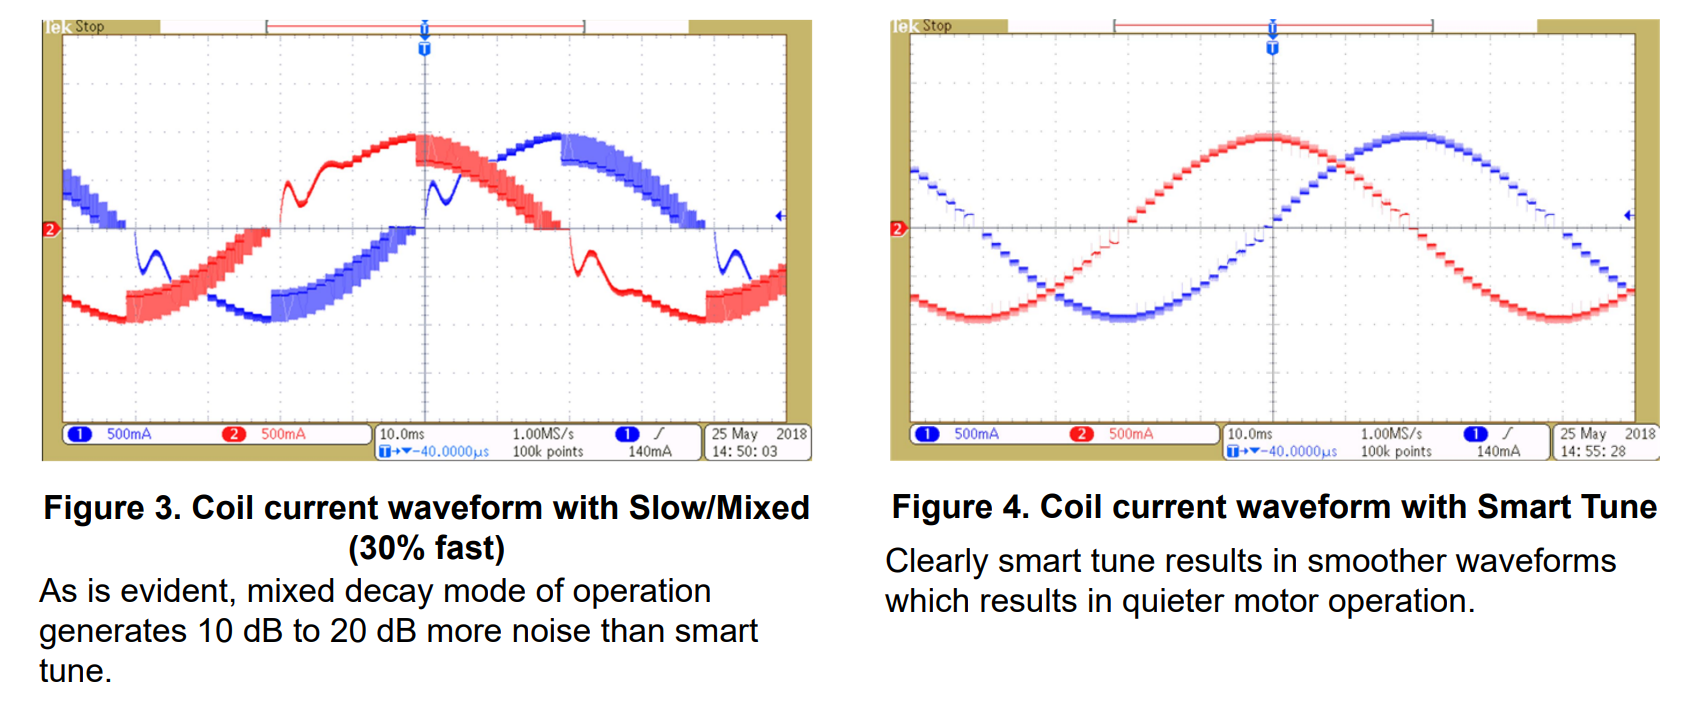 Tek Stop
T
T
2
1 500mA 2 500mA
10.0ms 1.00MS/s 1 ∫ 25 May 2018
T→▼-40.0000µs 100k points 140mA 14:50:03
Figure 3. Coil current waveform with Slow/Mixed
(30% fast)
As is evident, mixed decay mode of operation
generates 10 dB to 20 dB more noise than smart
tune.
Tek Stop
T
T
2
1 500mA 2 500mA
10.0ms 1.00MS/s 1 ∫ 25 May 2018
T→▼-40.0000µs 100k points 140mA 14:55:28
Figure 4. Coil current waveform with Smart Tune
Clearly smart tune results in smoother waveforms
which results in quieter motor operation.